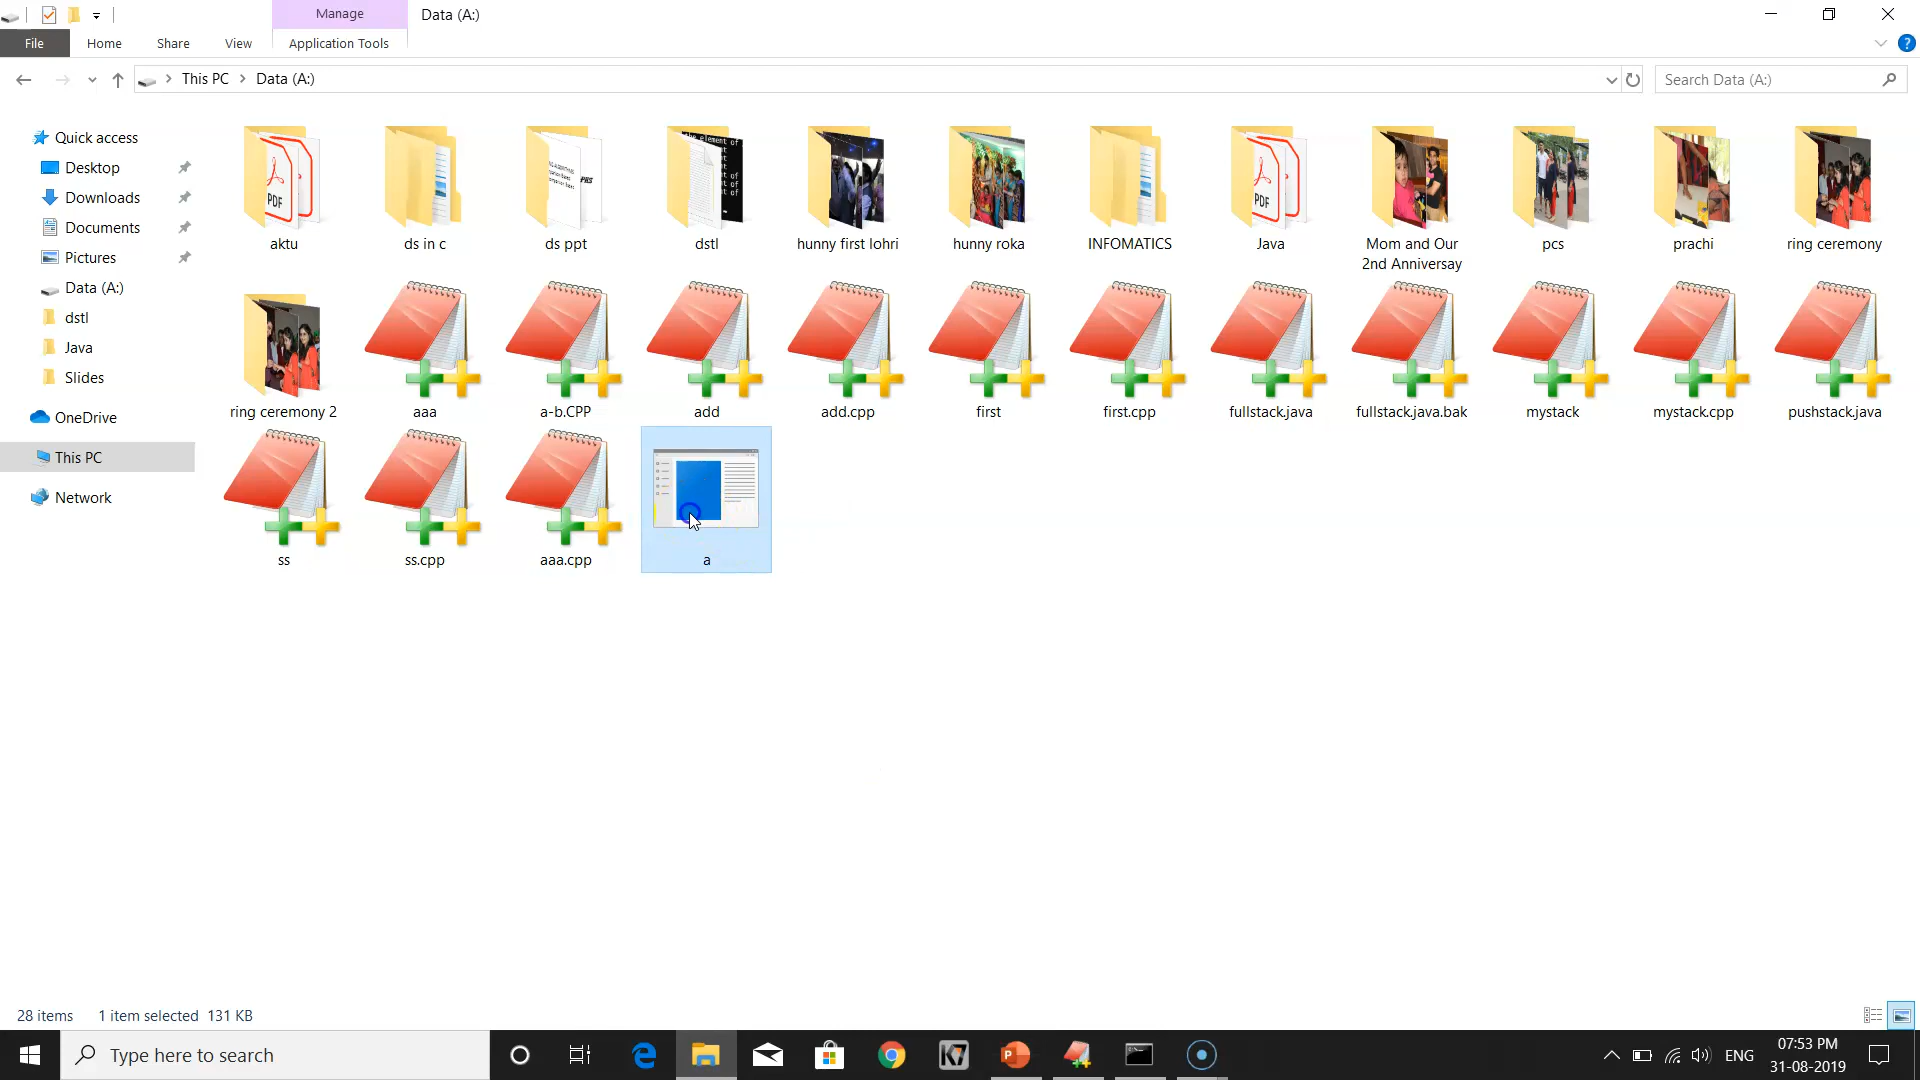 Manage
Data (A:)
File
Home
Share
View
Application Tools
This PC
Data (A:)
Search Data (A:)
Quick access
Desktop
Downloads
Documents
Pictures
Data (A:)
dstl
Java
Slides
OneDrive
This PC
Network
aktu
ds in c
ds ppt
dstl
hunny first lohri
hunny roka
INFOMATICS
Java
Mom and Our
2nd Anniversay
pcs
prachi
ring ceremony
ring ceremony 2
aaa
a-b.CPP
add
add.cpp
first
first.cpp
fullstack.java
fullstack.java.bak
mystack
mystack.cpp
pushstack.java
ss
ss.cpp
aaa.cpp
a
28 items
1 item selected 131 KB
Type here to search
ENG
07:53 PM
31-08-2019